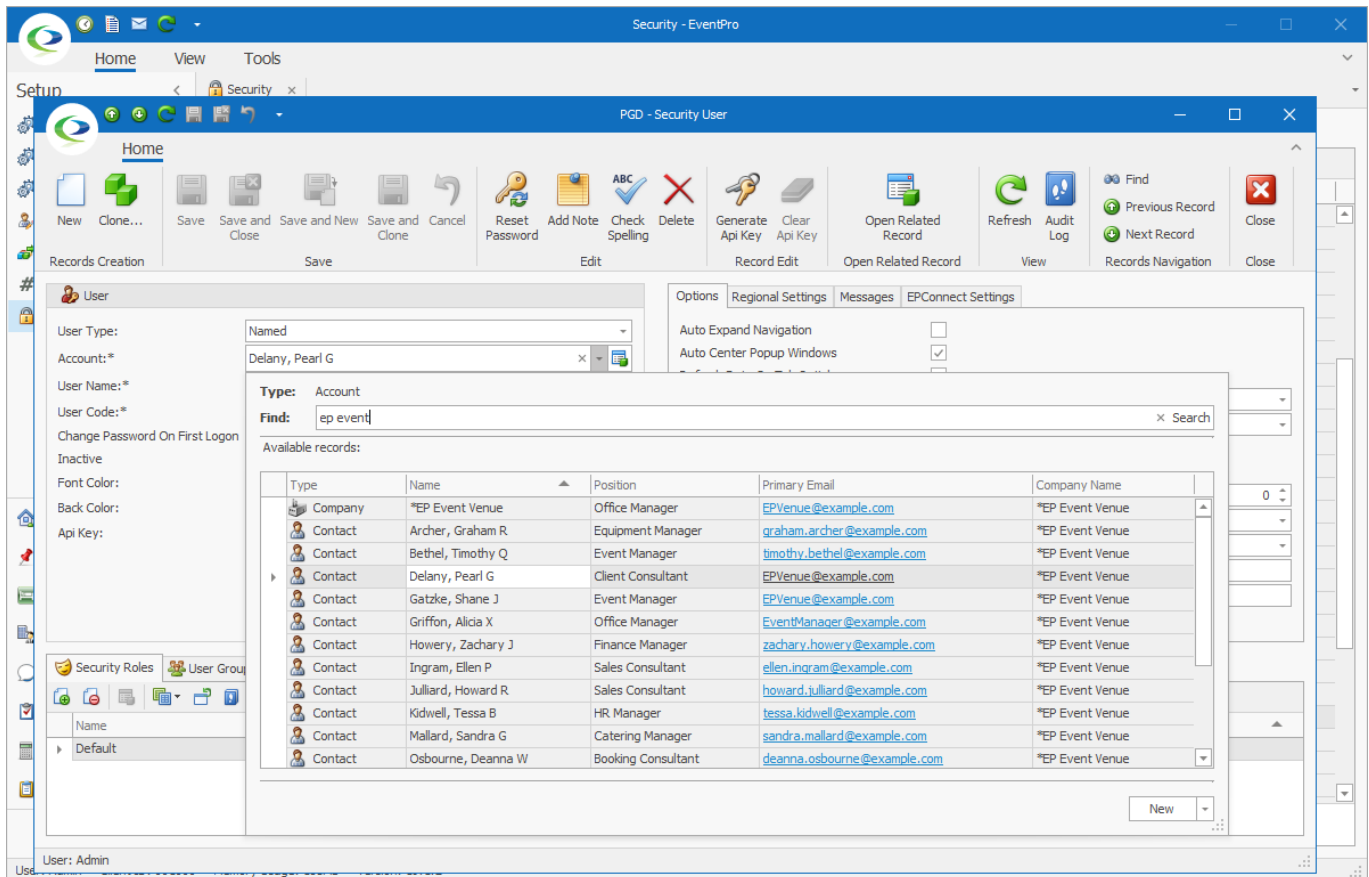 Security - EventPro
Home View Tools
Setup Security
PGD - Security User
Home
New Clone... Save Save and Close Save and New Save and Clone Cancel Reset Password Add Note ABC Check Spelling Delete Generate Api Key Clear Api Key Open Related Record Refresh Audit Log Find Previous Record Next Record Close
Records Creation Save Edit Record Edit Open Related Record View Records Navigation Close
User
Options Regional Settings Messages EPConnect Settings
User Type: Named
Auto Expand Navigation
Account:* Delany, Pearl G
Auto Center Popup Windows
User Name:*
User Code:*
Change Password On First Logon
Inactive
Font Color:
Back Color:
Api Key:
Type: Account
Find: ep event Search
Available records:
Type Name Position Primary Email Company Name
Company *EP Event Venue Office Manager EPVenue@example.com *EP Event Venue
Contact Archer, Graham R Equipment Manager graham.archer@example.com *EP Event Venue
Contact Bethel, Timothy Q Event Manager timothy.bethel@example.com *EP Event Venue
Contact Delany, Pearl G Client Consultant EPVenue@example.com *EP Event Venue
Contact Gatzke, Shane J Event Manager EPVenue@example.com *EP Event Venue
Contact Griffon, Alicia X Office Manager EventManager@example.com *EP Event Venue
Contact Howery, Zachary J Finance Manager zachary.howery@example.com *EP Event Venue
Contact Ingram, Ellen P Sales Consultant ellen.ingram@example.com *EP Event Venue
Contact Julliard, Howard R Sales Consultant howard.julliard@example.com *EP Event Venue
Contact Kidwell, Tessa B HR Manager tessa.kidwell@example.com *EP Event Venue
Contact Mallard, Sandra G Catering Manager sandra.mallard@example.com *EP Event Venue
Contact Osbourne, Deanna W Booking Consultant deanna.osbourne@example.com *EP Event Venue
0
New
Security Roles User Group
Name
Default
User: Admin